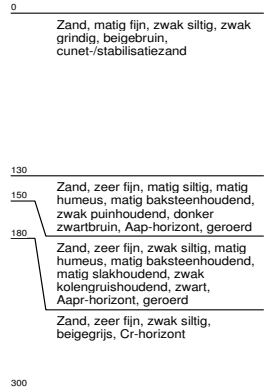 0
Zand, matig fijn, zwak siltig, zwak
grindig, beigebruin,
cunet-/stabilisatiezand
130
Zand, zeer fijn, matig siltig, matig
humeus, matig baksteenhoudend,
zwak puinhoudend, donker
zwartbruin, Aap-horizont, geroerd
150
Zand, zeer fijn, zwak siltig, matig
humeus, matig baksteenhoudend,
matig slakhoudend, zwak
kolengruishoudend, zwart,
Aapr-horizont, geroerd
180
Zand, zeer fijn, zwak siltig,
beigegrijs, Cr-horizont
300